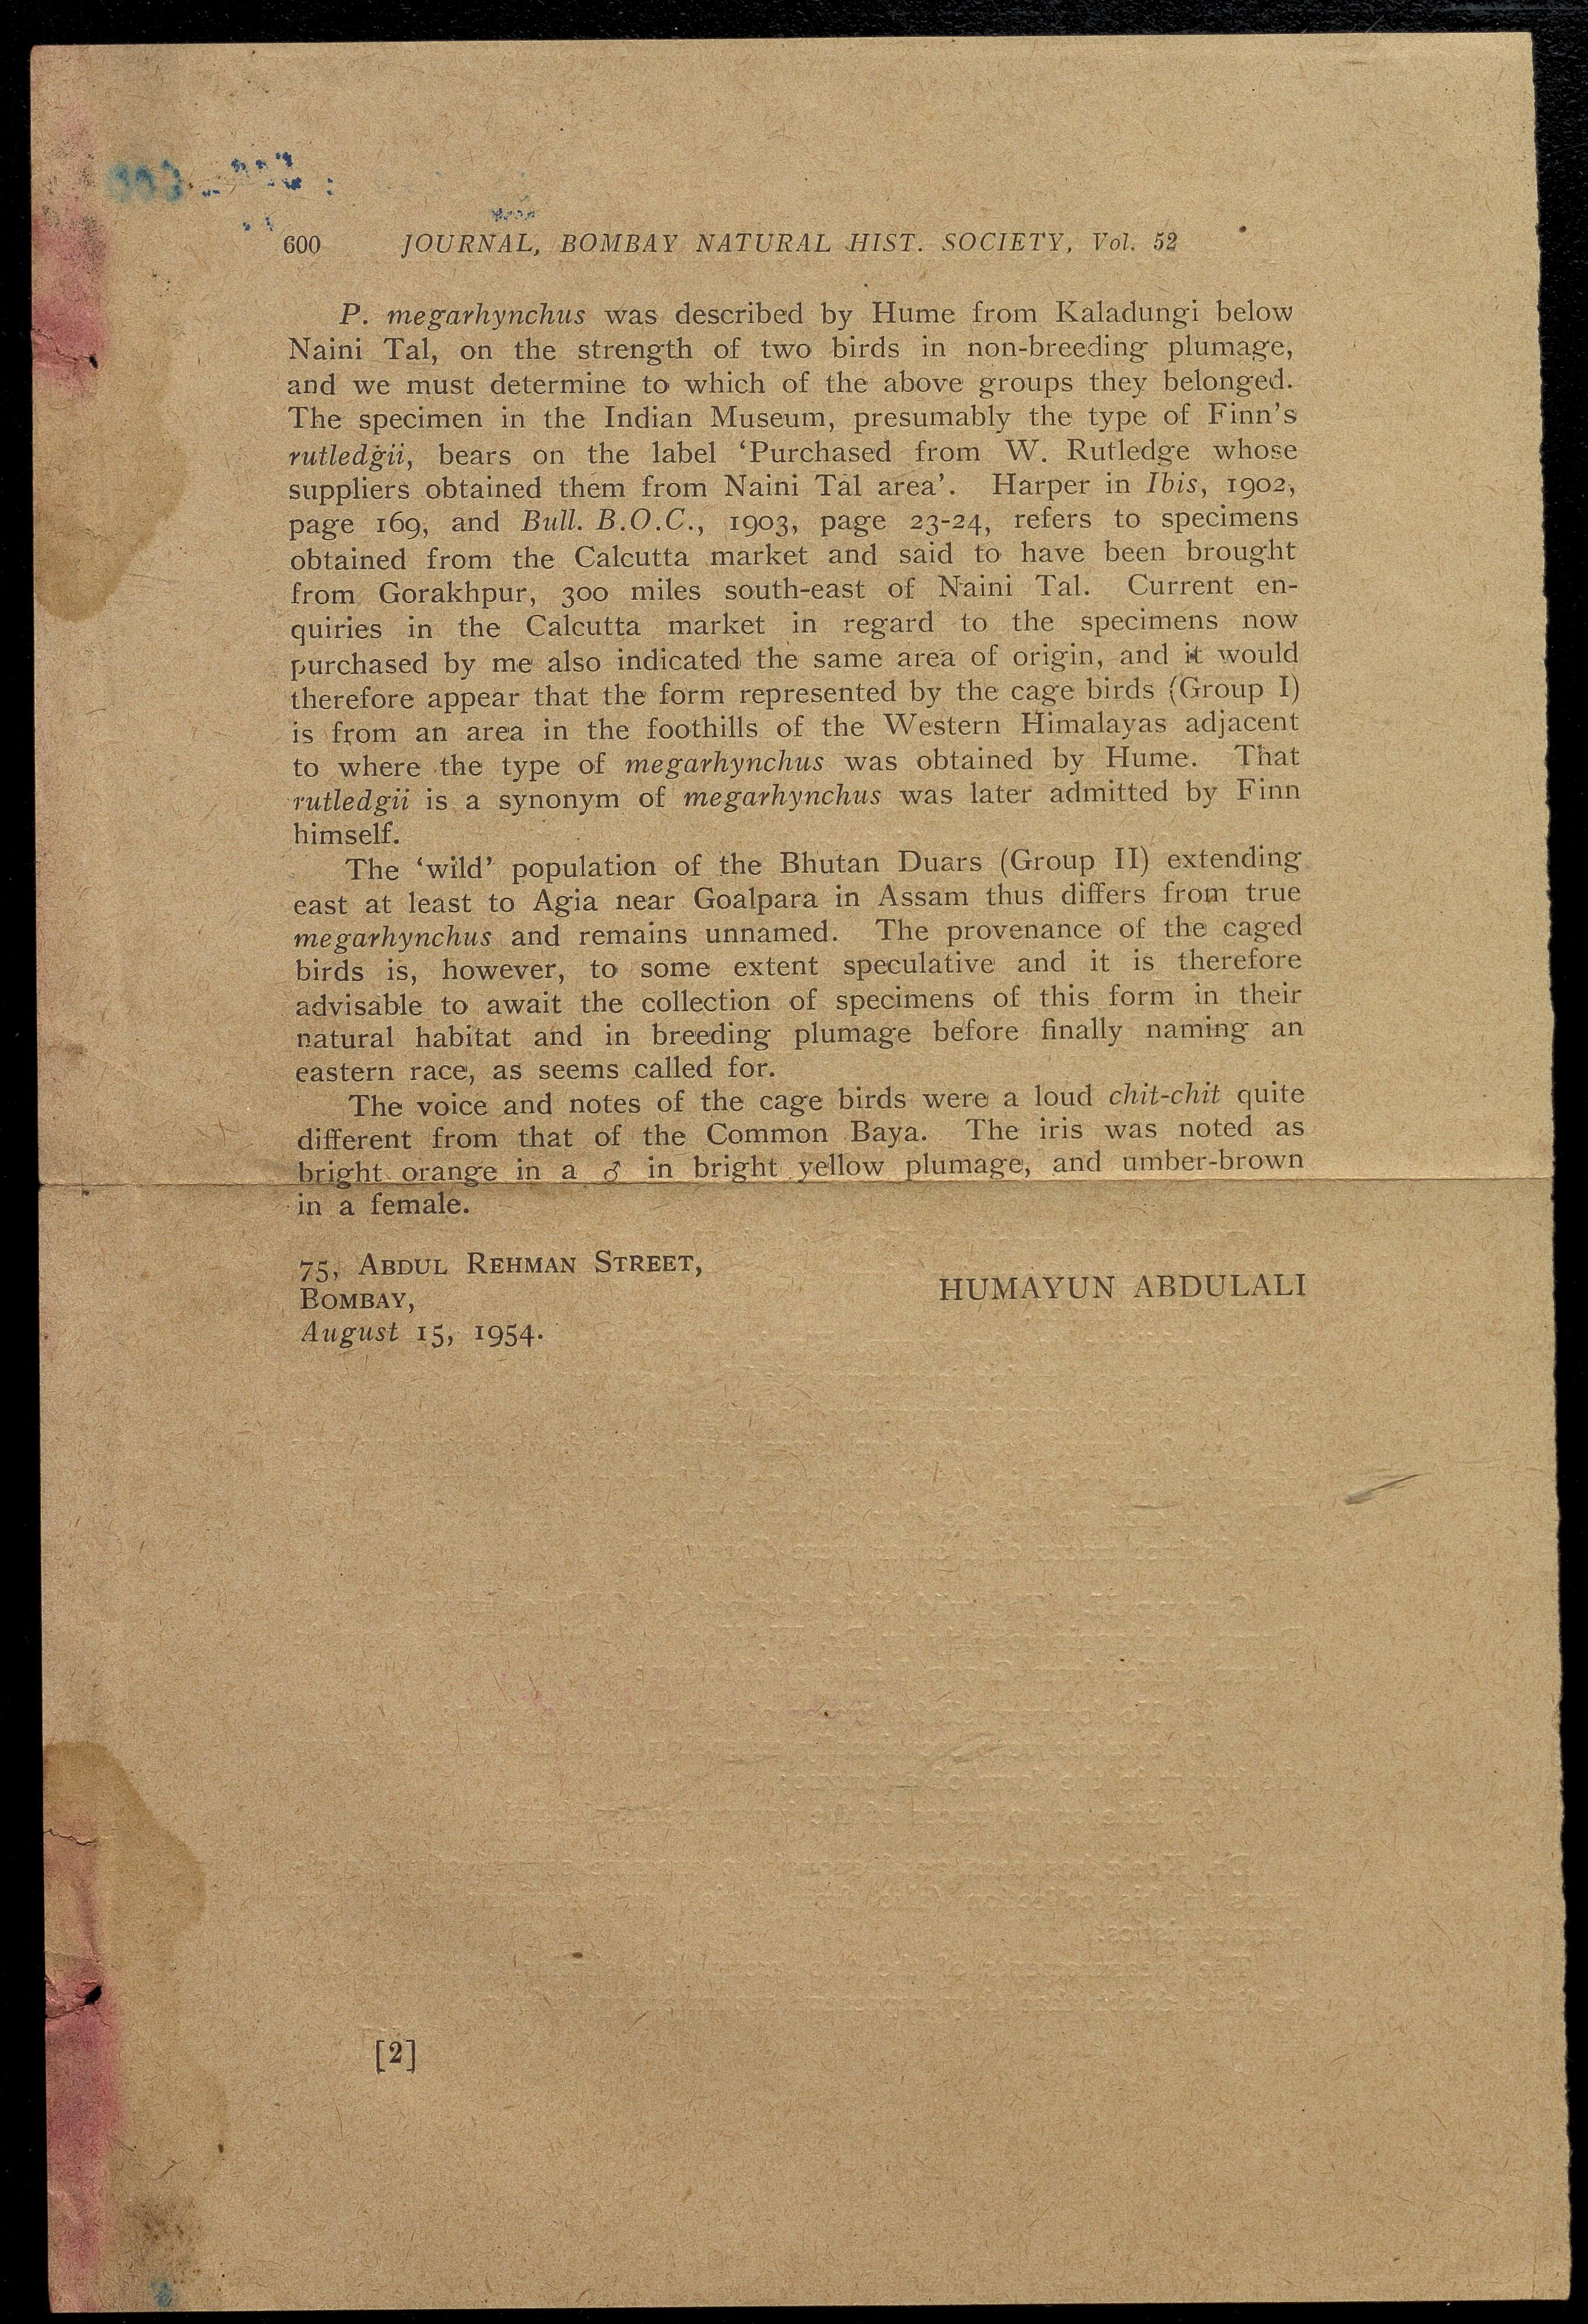 600 JOURNAL, BOMBAY NATURAL HIST. SOCIETY, Vol. 52
P. megarhynchus was described by Hume from Kaladungi below
Naini Tal, on the strength of two birds in non-breeding plumage,
and we must determine to which of the above groups they belonged.
The specimen in the Indian Museum, presumably the type of Finn's
rutledgii, bears on the label ‘Purchased from W. Rutledge whose
suppliers obtained them from Naini Tal area’. Harper in Ibis, 1902,
page 169, and Bull. B.O.C., 1903, page 23-24, refers to specimens
obtained from the Calcutta market and said to have been brought
from Gorakhpur, 300 miles south-east of Naini Tal. Current en-
quiries in the Calcutta market in regard to the specimens now
purchased by me also indicated the same area of origin, and it would
therefore appear that the form represented by the cage birds (Group I)
is from an area in the foothills of the Western Himalayas adjacent
to where the type of megarhynchus was obtained by Hume. That
rutledgii is a synonym of megarhynchus was later admitted by Finn
himself.
The ‘wild’ population of the Bhutan Duars (Group II) extending
east at least to Agia near Goalpara in Assam thus differs from true
megarhynchus and remains unnamed. The provenance of the caged
birds is, however, to some extent speculative and it is therefore
advisable to await the collection of specimens of this form in their
natural habitat and in breeding plumage before finally naming an
eastern race, as seems called for.
The voice and notes of the cage birds were a loud chit-chit quite
different from that of the Common Baya. The iris was noted as
bright orange in a ♂ in bright yellow plumage, and umber-brown
in a female.
75, ABDUL REHMAN STREET,
BOMBAY,
HUMAYUN ABDULALI
August 15, 1954.
[2]